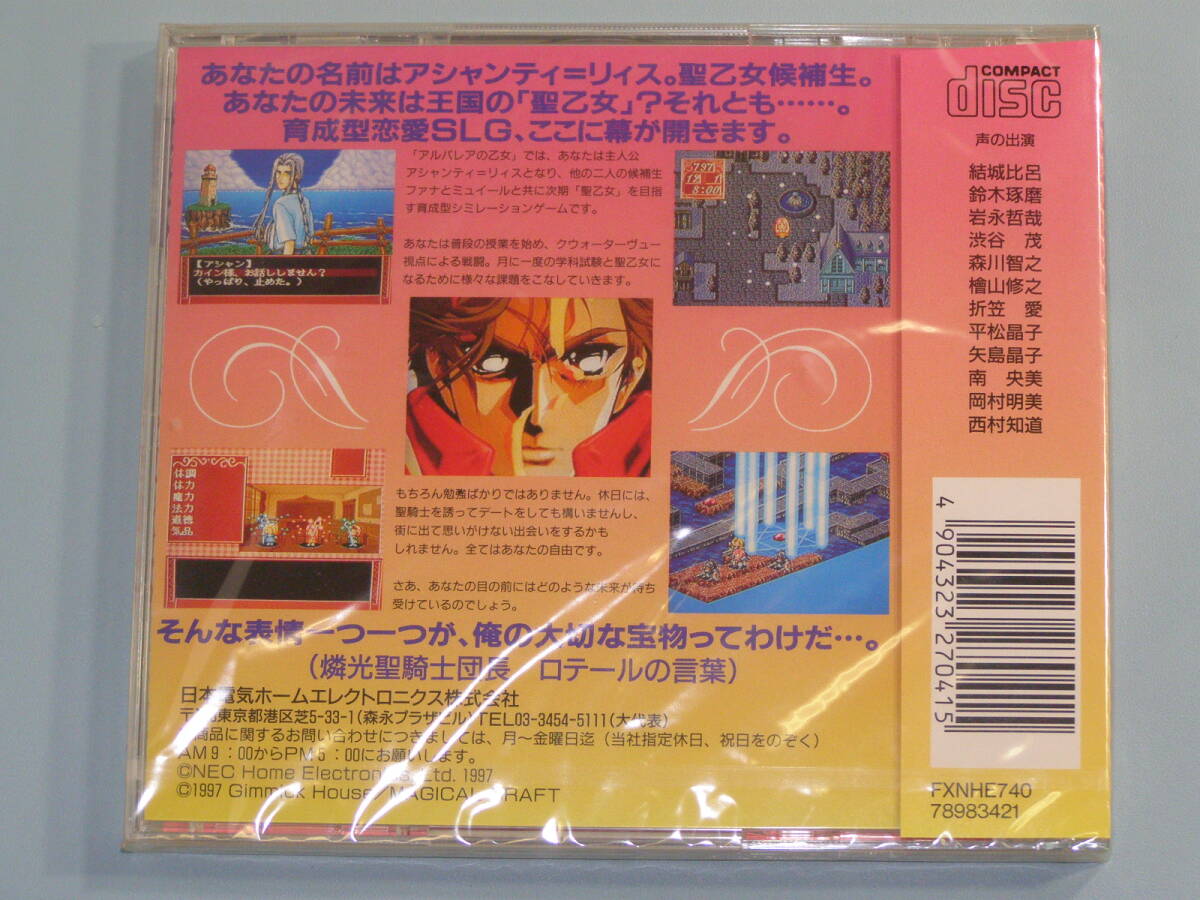 あなたの名前はアシャンティ=リィス。聖乙女候補生。
あなたの未来は王国の「聖乙女」?それとも……。
育成型恋愛SLG、ここに幕が開きます。
「アルバレアの乙女」では、あなたは主人公
アシャンティ=リィスとなり、他の二人の候補生
ファナとミュイールと共に次期「聖乙女」を目指
す育成型シミレーションゲームです。
あなたは普段の授業を始め、クウォーターヴュー
視点による戦闘。月に一度の学科試験と聖乙女に
なるために様々な課題をこなしていきます。
【アシャン】
カイン様、お話ししません?
(やっぱり、止めた。)
797
1月 1
8:00
体調
体力
魔力
法力
道徳
気品
もちろん勉強ばかりではありません。休日には、
聖騎士を誘ってデートをしても構いませんし、
街に出て思いがけない出会いをするかも
しれません。全てはあなたの自由です。
さあ、あなたの目の前にはどのような未来が待ち
受けているのでしょう。
そんな表情一つ一つが、俺の大切な宝物ってわけだ…。
(燐光聖騎士団長 ロテールの言葉)
日本電気ホームエレクトロニクス株式会社
東京都港区芝5-33-1(森永プラザビル)TEL03-3454-5111(大代表)
商品に関するお問い合わせにつきましては、月〜金曜日迄(当社指定休日、祝日をのぞく)
AM9:00からPM5:00にお願いします。
©NEC Home Electronics, Ltd. 1997
©1997 Gimmick House/MAGICAL CRAFT
COMPACT
disc
声の出演
結城比呂
鈴木琢磨
岩永哲哉
渋谷 茂
森川智之
檜山修之
折笠 愛
平松晶子
矢島晶子
南 央美
岡村明美
西村知道
4904323270415
FXNHE740
78983421